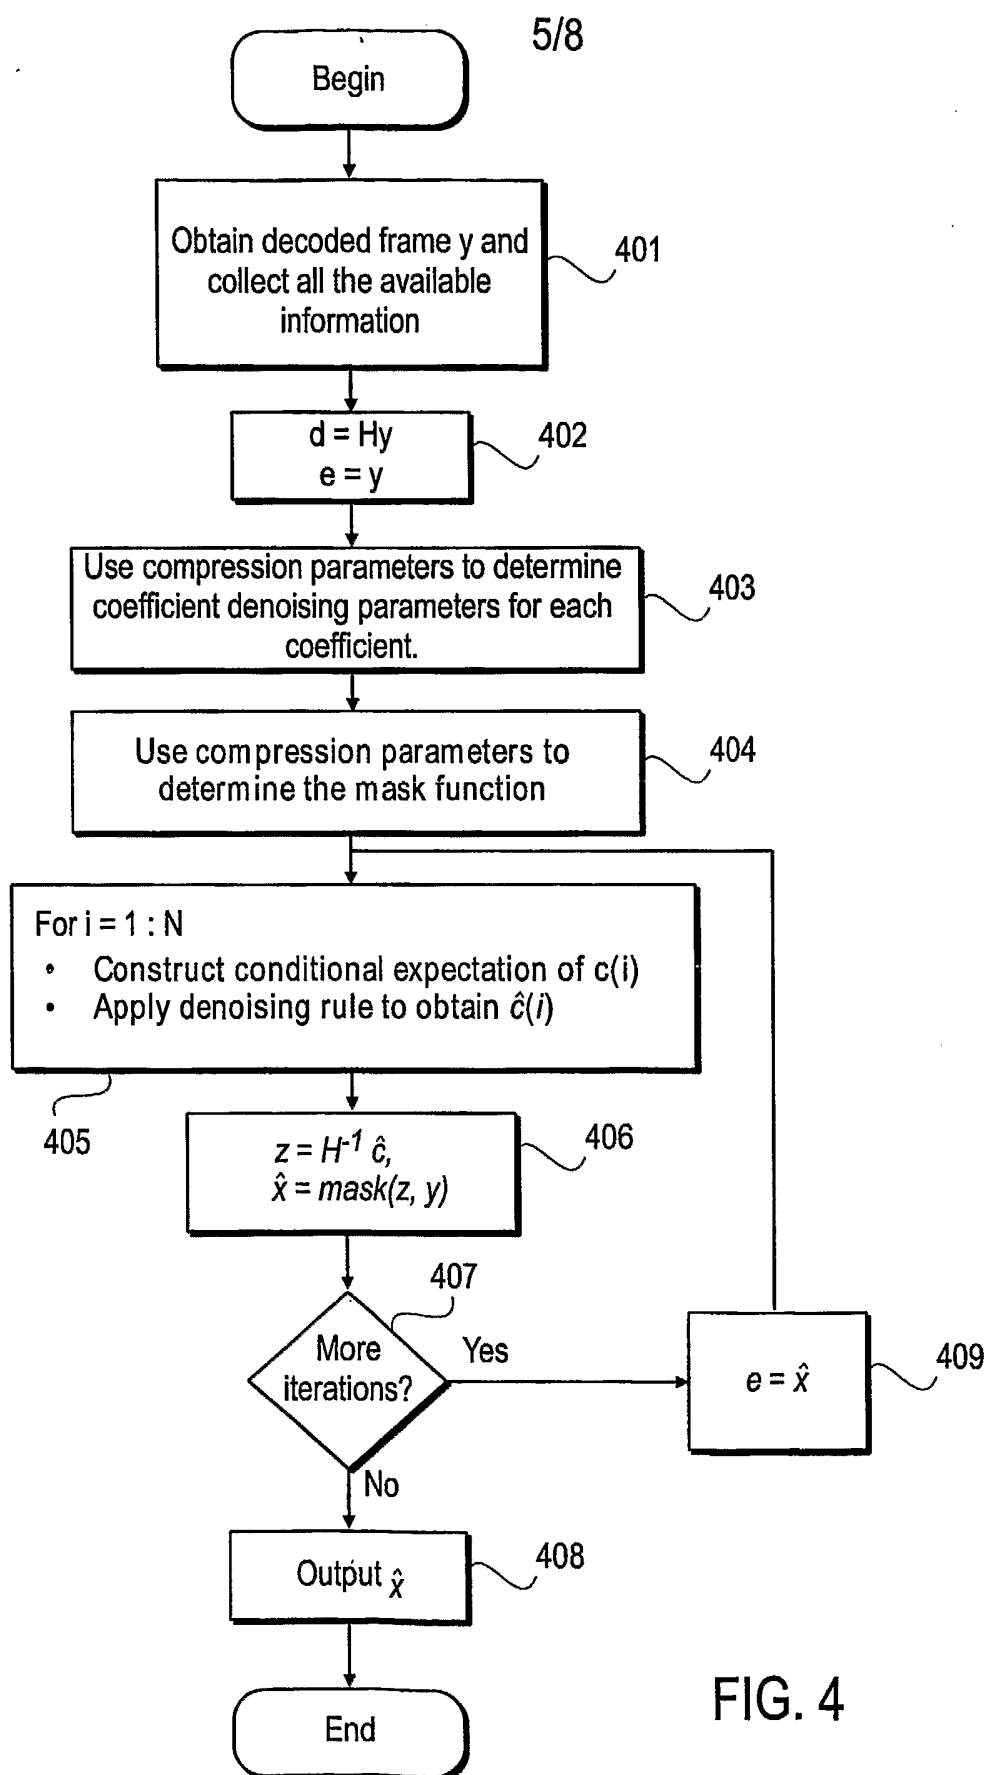 5/8
Begin
Obtain decoded frame y and
collect all the available
information
401
d = Hy
e = y
402
Use compression parameters to determine
coefficient denoising parameters for each
coefficient.
403
Use compression parameters to
determine the mask function
404
For i = 1 : N
• Construct conditional expectation of c(i)
• Apply denoising rule to obtain ĉ(i)
405
z = H⁻¹ ĉ,
x̂ = mask(z, y)
406
407
More
iterations?
Yes
e = x̂
409
No
Output x̂
408
End
FIG. 4